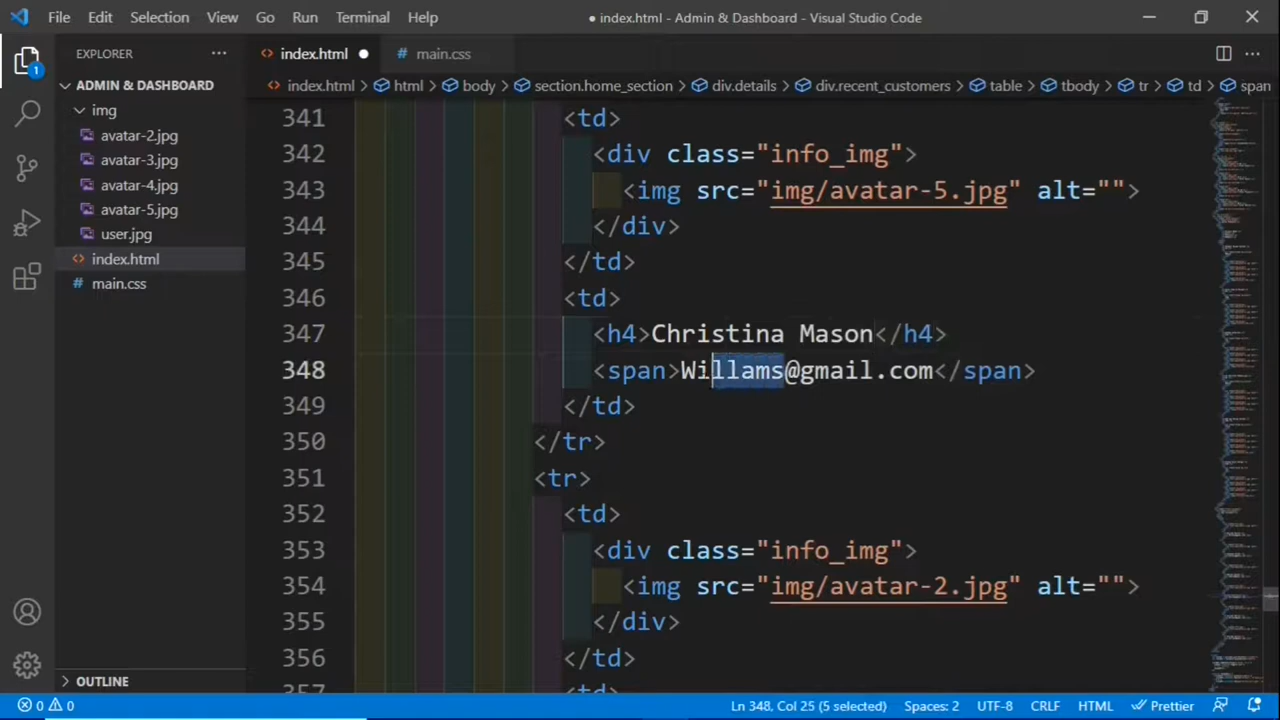 File Edit Selection View Go Run Terminal Help ● index.html - Admin & Dashboard - Visual Studio Code
EXPLORER ··· index.html ● main.css ···
1 ADMIN & DASHBOARD index.html > html > body > section.home_section > div.details > div.recent_customers > table > tbody > tr > td > span
img
avatar-2.jpg
avatar-3.jpg
avatar-4.jpg
avatar-5.jpg
user.jpg
index.html
main.css
341 <td>
342 <div class="info_img">
343 <img src="img/avatar-5.jpg" alt="">
344 </div>
345 </td>
346 <td>
347 <h4>Christina Mason</h4>
348 <span>Willams@gmail.com</span>
349 </td>
350 </tr>
351 <tr>
352 <td>
353 <div class="info_img">
354 <img src="img/avatar-2.jpg" alt="">
355 </div>
356 </td>
357 <td>
OUTLINE
0 0 Ln 348, Col 25 (5 selected) Spaces: 2 UTF-8 CRLF HTML Prettier